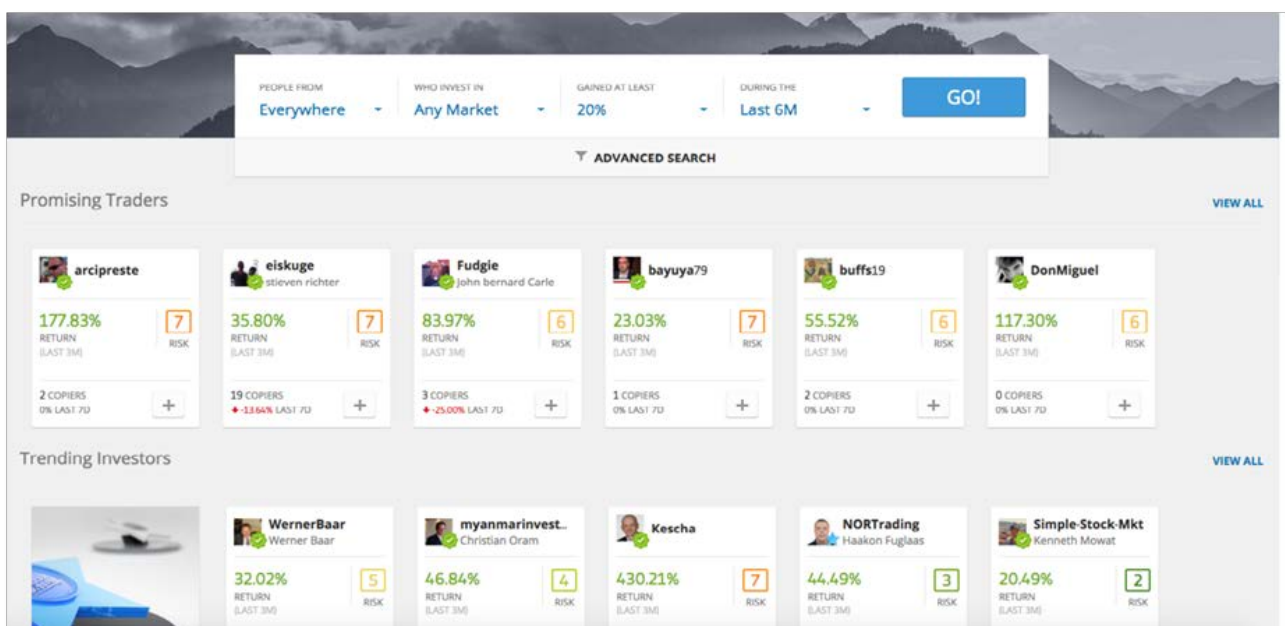 PEOPLE FROM WHO INVEST IN GAINED AT LEAST DURING THE
Everywhere Any Market 20% Last 6M GO!
ADVANCED SEARCH
Promising Traders VIEW ALL
arcipreste
177.83% 7
RETURN RISK
(LAST 3M)
2 COPIERS
0% LAST 7D +
eiskuge
stieven richter
35.80% 7
RETURN RISK
(LAST 3M)
19 COPIERS
-13.64% LAST 7D +
Fudgie
John bernard Carle
83.97% 6
RETURN RISK
(LAST 3M)
3 COPIERS
-25.00% LAST 7D +
bayuya79
23.03% 7
RETURN RISK
(LAST 3M)
1 COPIERS
0% LAST 7D +
buffs19
55.52% 6
RETURN RISK
(LAST 3M)
2 COPIERS
0% LAST 7D +
DonMiguel
117.30% 6
RETURN RISK
(LAST 3M)
0 COPIERS
0% LAST 7D +
Trending Investors VIEW ALL
WernerBaar
Werner Baar
32.02% 5
RETURN RISK
(LAST 3M)
myanmarinvest..
Christian Oram
46.84% 4
RETURN RISK
(LAST 3M)
Kescha
430.21% 7
RETURN RISK
(LAST 3M)
NORTrading
Haakon Fuglaas
44.49% 3
RETURN RISK
(LAST 3M)
Simple-Stock-Mkt
Kenneth Mowat
20.49% 2
RETURN RISK
(LAST 3M)